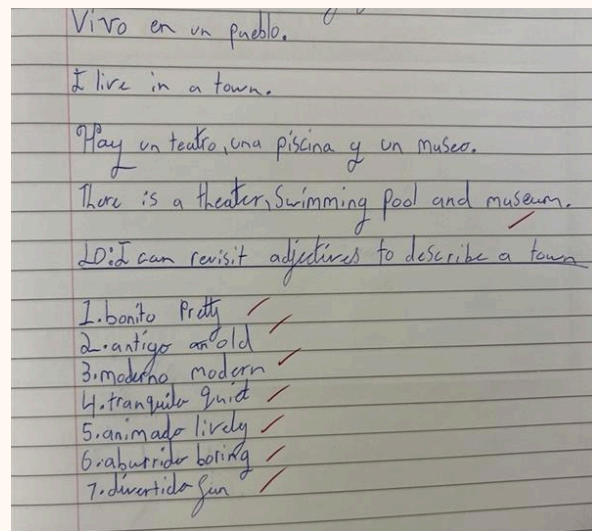 Vivo en un pueblo.
I live in a town.
Hay un teatro, una piscina y un museo.
There is a theater, Swimming pool and museum.
LO: I can revisit adjectives to describe a town
1. bonito Pretty
2. antigo old
3. moderno modern
4. tranquilo quiet
5. animado lively
6. aburrido boring
7. divertido fun